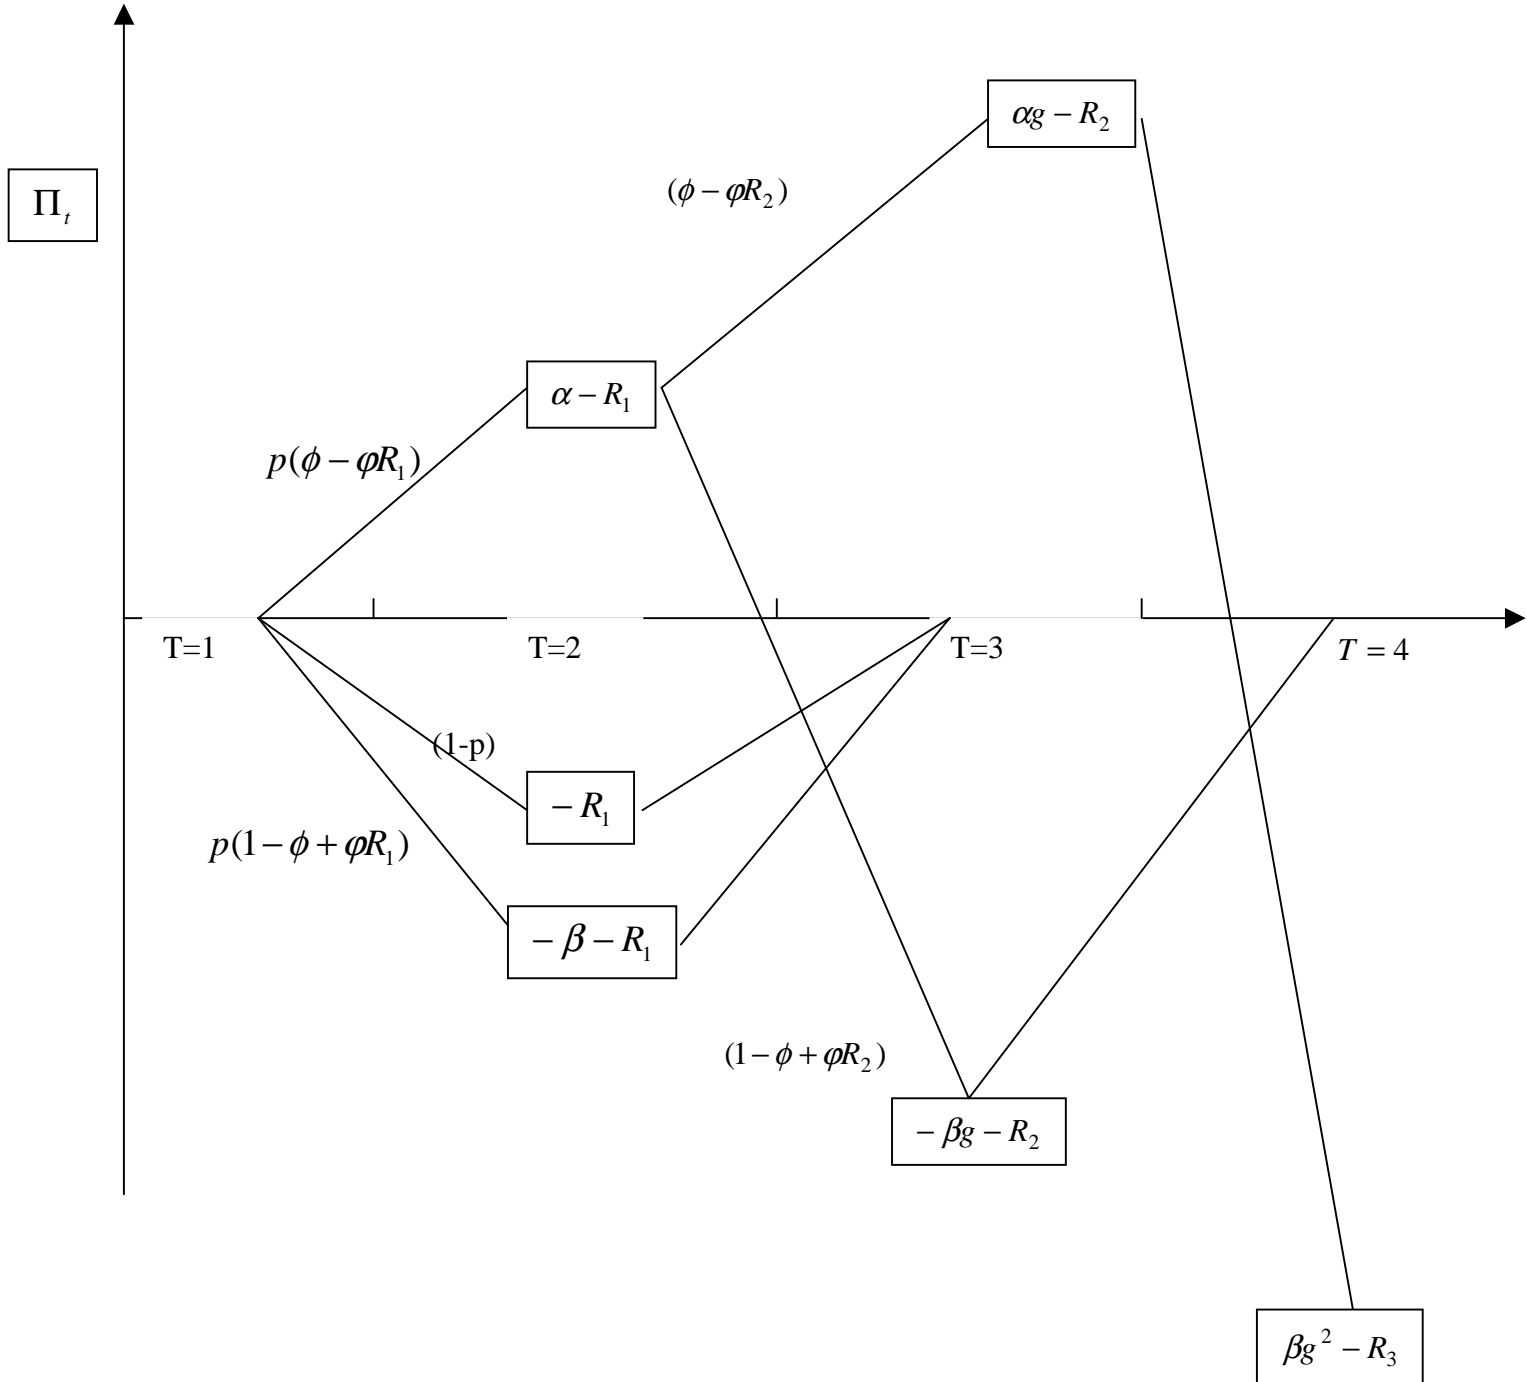 αg − R₂
Πₜ
(ϕ − φR₂)
α − R₁
p(ϕ − φR₁)
T=1
T=2
T=3
T = 4
(1-p)
− R₁
p(1 − ϕ + φR₁)
− β − R₁
(1 − ϕ + φR₂)
− βg − R₂
βg² − R₃